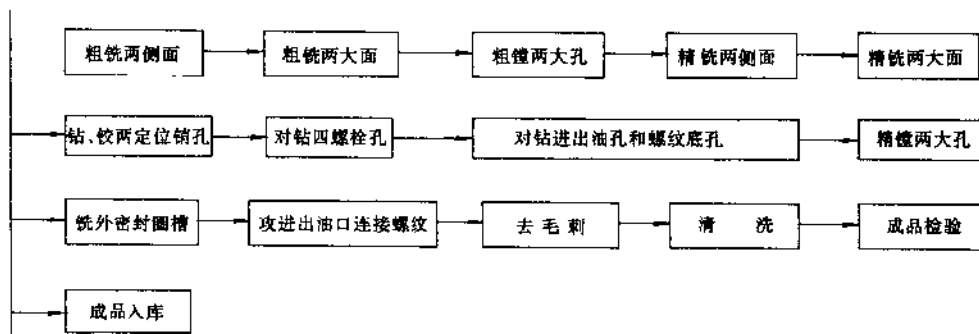 粗铣两侧面 粗铣两大面 粗镗两大孔 精铣两侧面 精铣两大面
钻、铰两定位销孔 对钻四螺栓孔 对钻进出油孔和螺纹底孔 精镗两大孔
铣外密封圈槽 攻进出油口连接螺纹 去毛刺 清洗 成品检验
成品入库